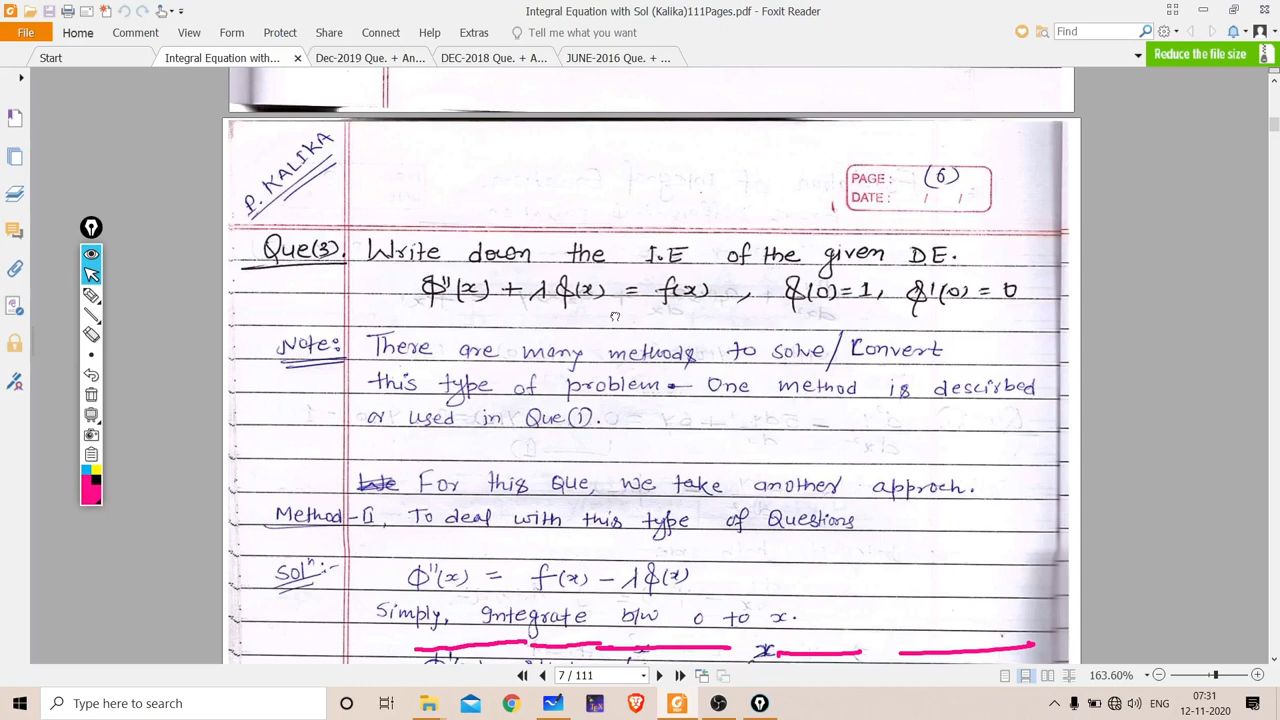 Integral Equation with Sol (Kalika)111Pages.pdf - Foxit Reader
File Home Comment View Form Protect Share Connect Help Extras Tell me what you want to do... Find
Start Integral Equation with... Dec-2019 Que. + An... DEC-2018 Que. + A... JUNE-2016 Que. + ... Reduce the file size
P. KALIKA
PAGE: (6)
DATE: / /
Que(3) Write down the I.E of the given DE.
ϕ''(x) + λϕ(x) = f(x) , ϕ(0)=1, ϕ'(0) = 0
Note: There are many methods to solve/Convert
this type of problem - One method is described
or used in Que(1).
For this Que, we take another approch.
Method-II, To deal with this type of Questions
Solⁿ:- ϕ''(x) = f(x) - λϕ(x)
Simply, Integrate b/w 0 to x.
x
7 / 111 163.60%
Type here to search ENG 07:31
12-11-2020